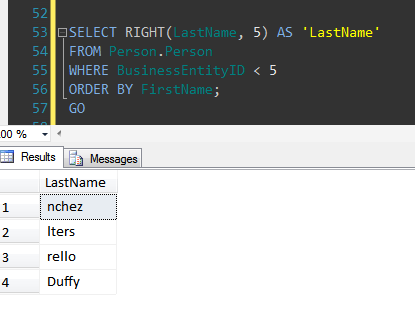 52
53 SELECT RIGHT(LastName, 5) AS 'LastName'
54 FROM Person.Person
55 WHERE BusinessEntityID < 5
56 ORDER BY FirstName;
57 GO
00 %
Results Messages
LastName
1 nchez
2 lters
3 rello
4 Duffy